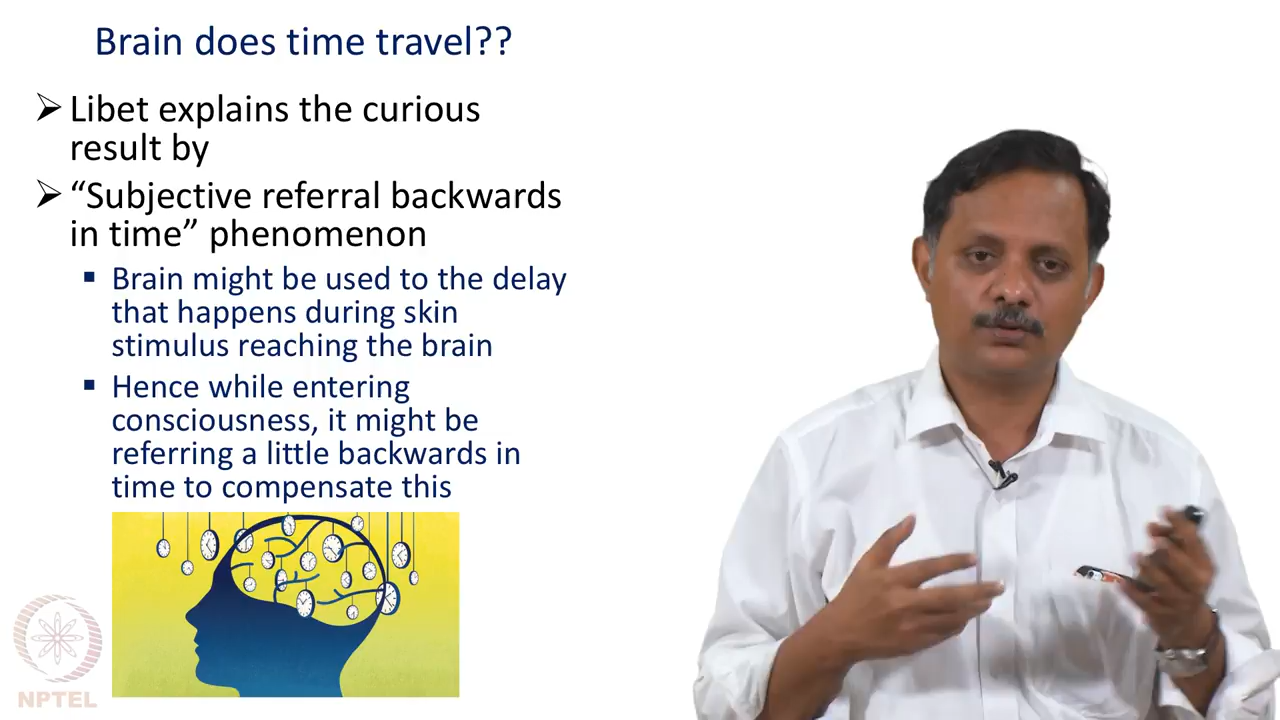 Brain does time travel??
➢ Libet explains the curious
result by
➢ “Subjective referral backwards
in time” phenomenon
▪ Brain might be used to the delay
that happens during skin
stimulus reaching the brain
▪ Hence while entering
consciousness, it might be
referring a little backwards in
time to compensate this
NPTEL